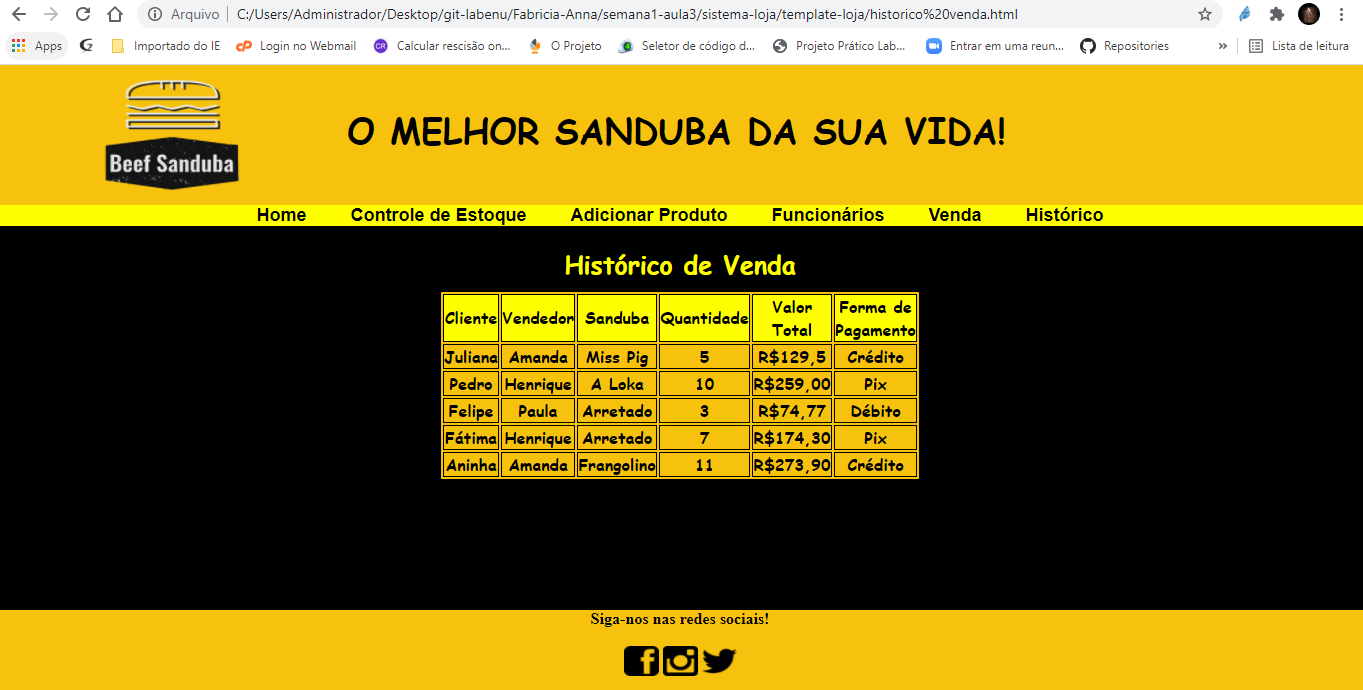 Arquivo C:/Users/Administrador/Desktop/git-labenu/Fabricia-Anna/semana1-aula3/sistema-loja/template-loja/historico%20venda.html
Apps Importado do IE Login no Webmail CR Calcular rescisão on... O Projeto Seletor de código d... Projeto Prático Lab... Entrar em uma reun... Repositories » Lista de leitura
Beef Sanduba
O MELHOR SANDUBA DA SUA VIDA!
Home Controle de Estoque Adicionar Produto Funcionários Venda Histórico
Histórico de Venda
Cliente Vendedor Sanduba Quantidade Valor Total Forma de Pagamento
Juliana Amanda Miss Pig 5 R$129,5 Crédito
Pedro Henrique A Loka 10 R$259,00 Pix
Felipe Paula Arretado 3 R$74,77 Débito
Fátima Henrique Arretado 7 R$174,30 Pix
Aninha Amanda Frangolino 11 R$273,90 Crédito
Siga-nos nas redes sociais!